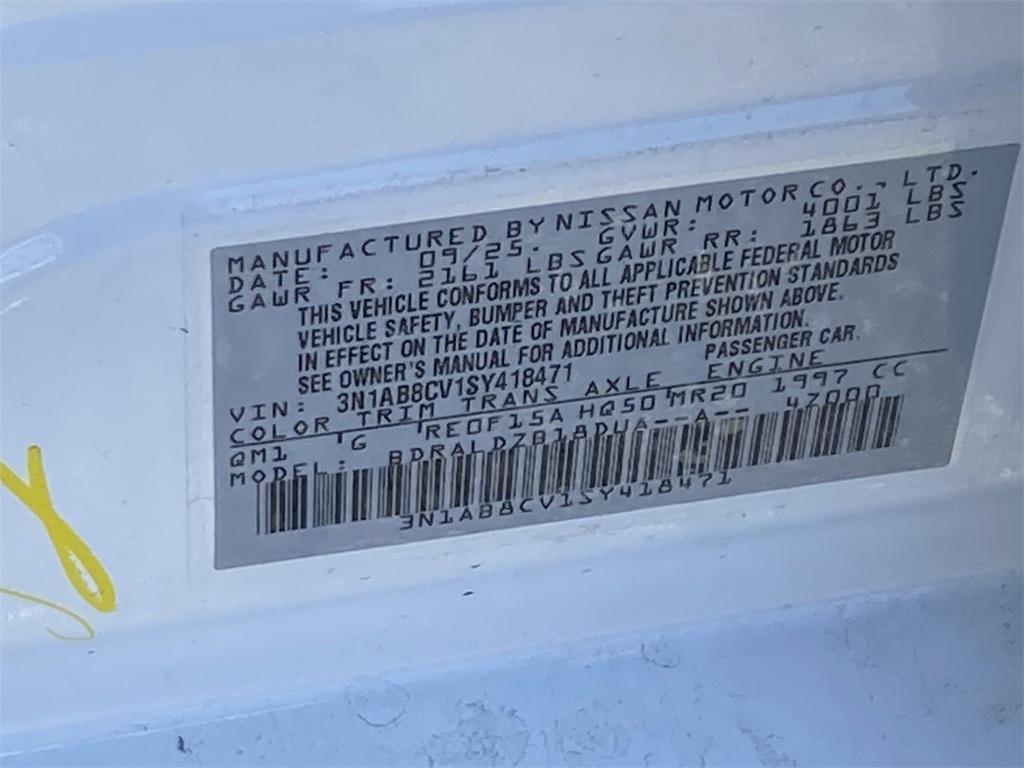 MANUFACTURED BY NISSAN MOTOR CO., LTD.
DATE: 09/25. GVWR: 4001 LBS
GAWR FR: 2161 LBS GAWR RR: 1863 LBS
THIS VEHICLE CONFORMS TO ALL APPLICABLE FEDERAL MOTOR
VEHICLE SAFETY, BUMPER AND THEFT PREVENTION STANDARDS
IN EFFECT ON THE DATE OF MANUFACTURE SHOWN ABOVE.
SEE OWNER'S MANUAL FOR ADDITIONAL INFORMATION.
VIN: 3N1AB8CV1SY418471 PASSENGER CAR.
COLOR TRIM TRANS AXLE ENGINE
QM1 G RE0F15A HQ50 MR20 1997 CC
MODEL: BDRALDZB18DUA--A-- 47000
3N1AB8CV1SY418471